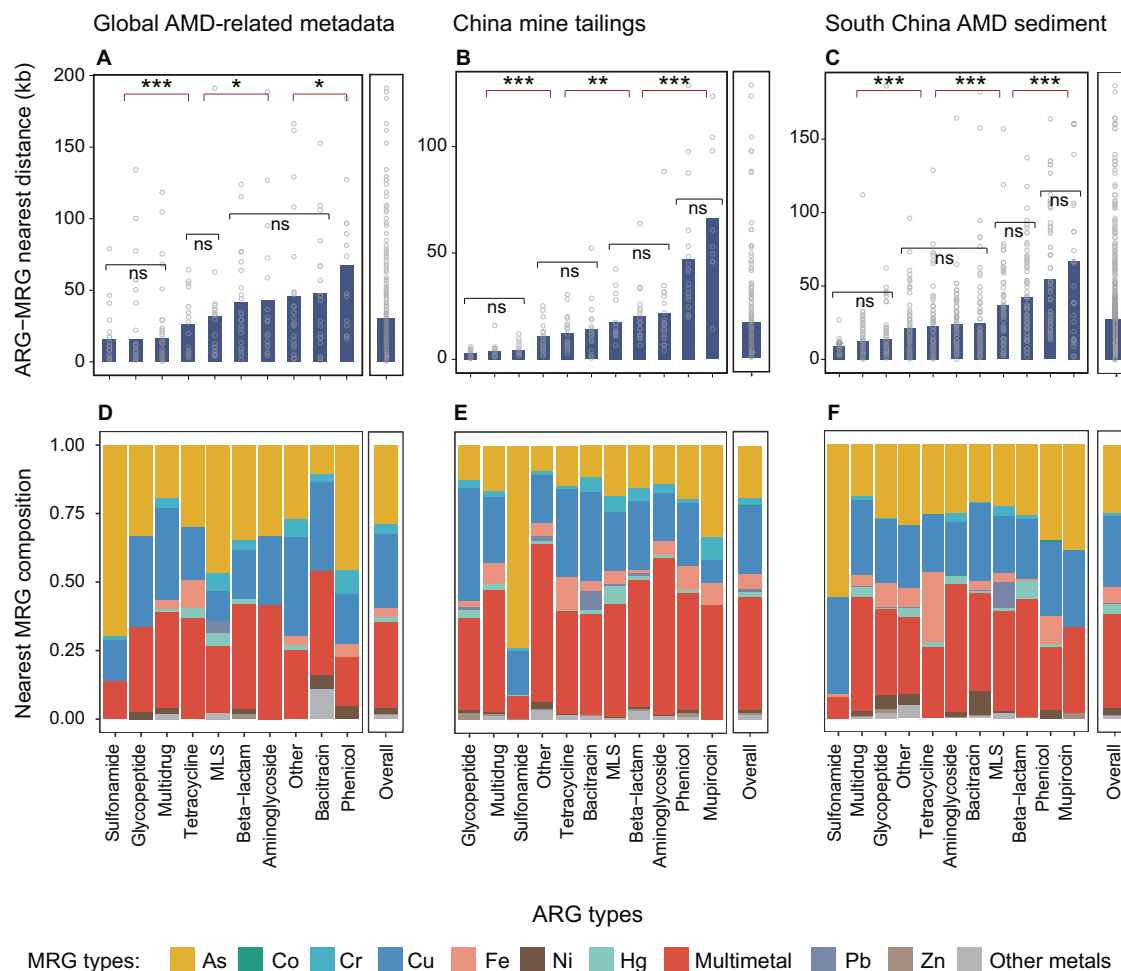 Global AMD-related metadata China mine tailings South China AMD sediment
A B C
ARG−MRG nearest distance (kb)
200
150
100
50
0
*** * *
ns ns ns
100
50
0
*** ** ***
ns ns ns ns
150
100
50
0
*** *** ***
ns ns ns ns
D E F
Nearest MRG composition
1.00
0.75
0.50
0.25
0.00
Sulfonamide
Glycopeptide
Multidrug
Tetracycline
MLS
Beta−lactam
Aminoglycoside
Other
Bacitracin
Phenicol
Overall
Glycopeptide
Multidrug
Sulfonamide
Other
Tetracycline
Bacitracin
MLS
Beta−lactam
Aminoglycoside
Phenicol
Mupirocin
Overall
Sulfonamide
Multidrug
Glycopeptide
Other
Tetracycline
Aminoglycoside
Bacitracin
MLS
Beta−lactam
Phenicol
Mupirocin
Overall
ARG types
MRG types: As Co Cr Cu Fe Ni Hg Multimetal Pb Zn Other metals